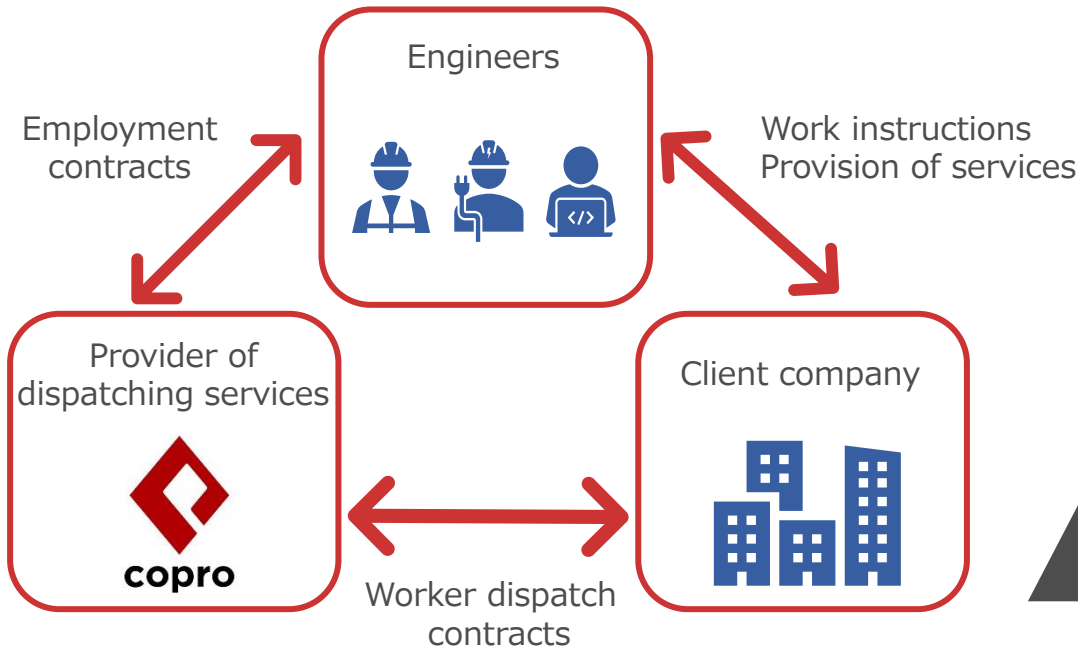 Engineers
Employment
contracts
Work instructions
Provision of services
</>
Provider of
dispatching services
Client company
copro
Worker dispatch
contracts